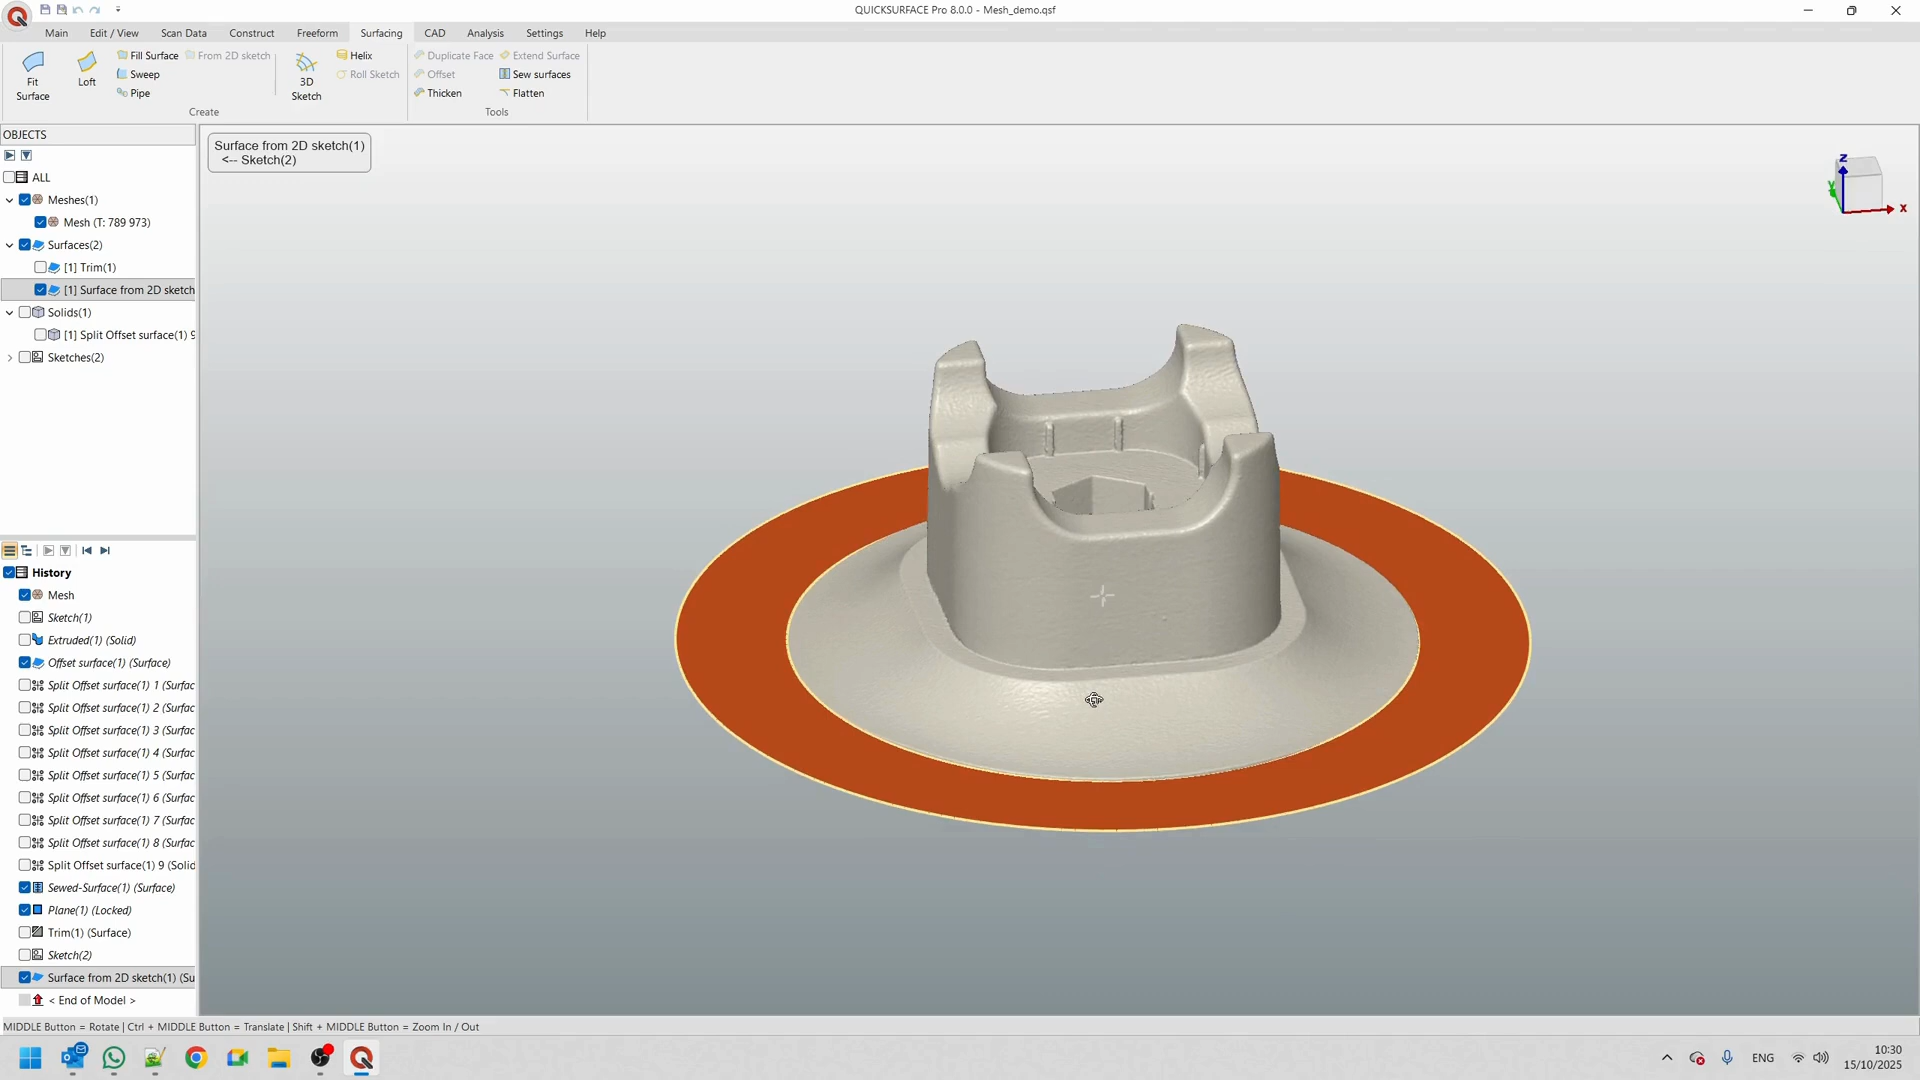 QUICKSURFACE Pro 8.0.0 - Mesh_demo.qsf
Main Edit / View Scan Data Construct Freeform Surfacing CAD Analysis Settings Help
Fit Surface
Loft
Fill Surface
From 2D sketch
Sweep
Pipe
3D Sketch
Helix
Roll Sketch
Duplicate Face
Extend Surface
Offset
Sew surfaces
Thicken
Flatten
Create
Tools
OBJECTS
ALL
Meshes(1)
Mesh (T: 789 973)
Surfaces(2)
[1] Trim(1)
[1] Surface from 2D sketch
Solids(1)
[1] Split Offset surface(1) 9
Sketches(2)
Surface from 2D sketch(1)
<-- Sketch(2)
Z
Y
X
History
Mesh
Sketch(1)
Extruded(1) (Solid)
Offset surface(1) (Surface)
Split Offset surface(1) 1 (Surfac
Split Offset surface(1) 2 (Surfac
Split Offset surface(1) 3 (Surfac
Split Offset surface(1) 4 (Surfac
Split Offset surface(1) 5 (Surfac
Split Offset surface(1) 6 (Surfac
Split Offset surface(1) 7 (Surfac
Split Offset surface(1) 8 (Surfac
Split Offset surface(1) 9 (Solid
Sewed-Surface(1) (Surface)
Plane(1) (Locked)
Trim(1) (Surface)
Sketch(2)
Surface from 2D sketch(1) (Su
< End of Model >
MIDDLE Button = Rotate | Ctrl + MIDDLE Button = Translate | Shift + MIDDLE Button = Zoom In / Out
ENG
10:30
15/10/2025